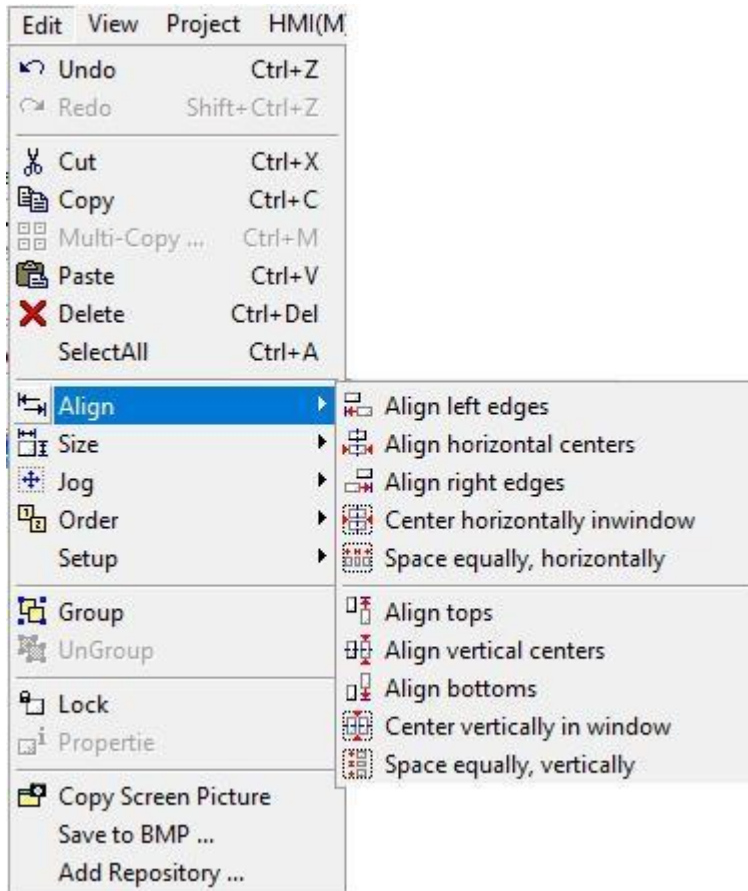 Edit View Project HMI(M
Undo Ctrl+Z
Redo Shift+Ctrl+Z
Cut Ctrl+X
Copy Ctrl+C
Multi-Copy ... Ctrl+M
Paste Ctrl+V
Delete Ctrl+Del
SelectAll Ctrl+A
Align
Size
Jog
Order
Setup
Group
UnGroup
Lock
Propertie
Copy Screen Picture
Save to BMP ...
Add Repository ...
Align left edges
Align horizontal centers
Align right edges
Center horizontally inwindow
Space equally, horizontally
Align tops
Align vertical centers
Align bottoms
Center vertically in window
Space equally, vertically